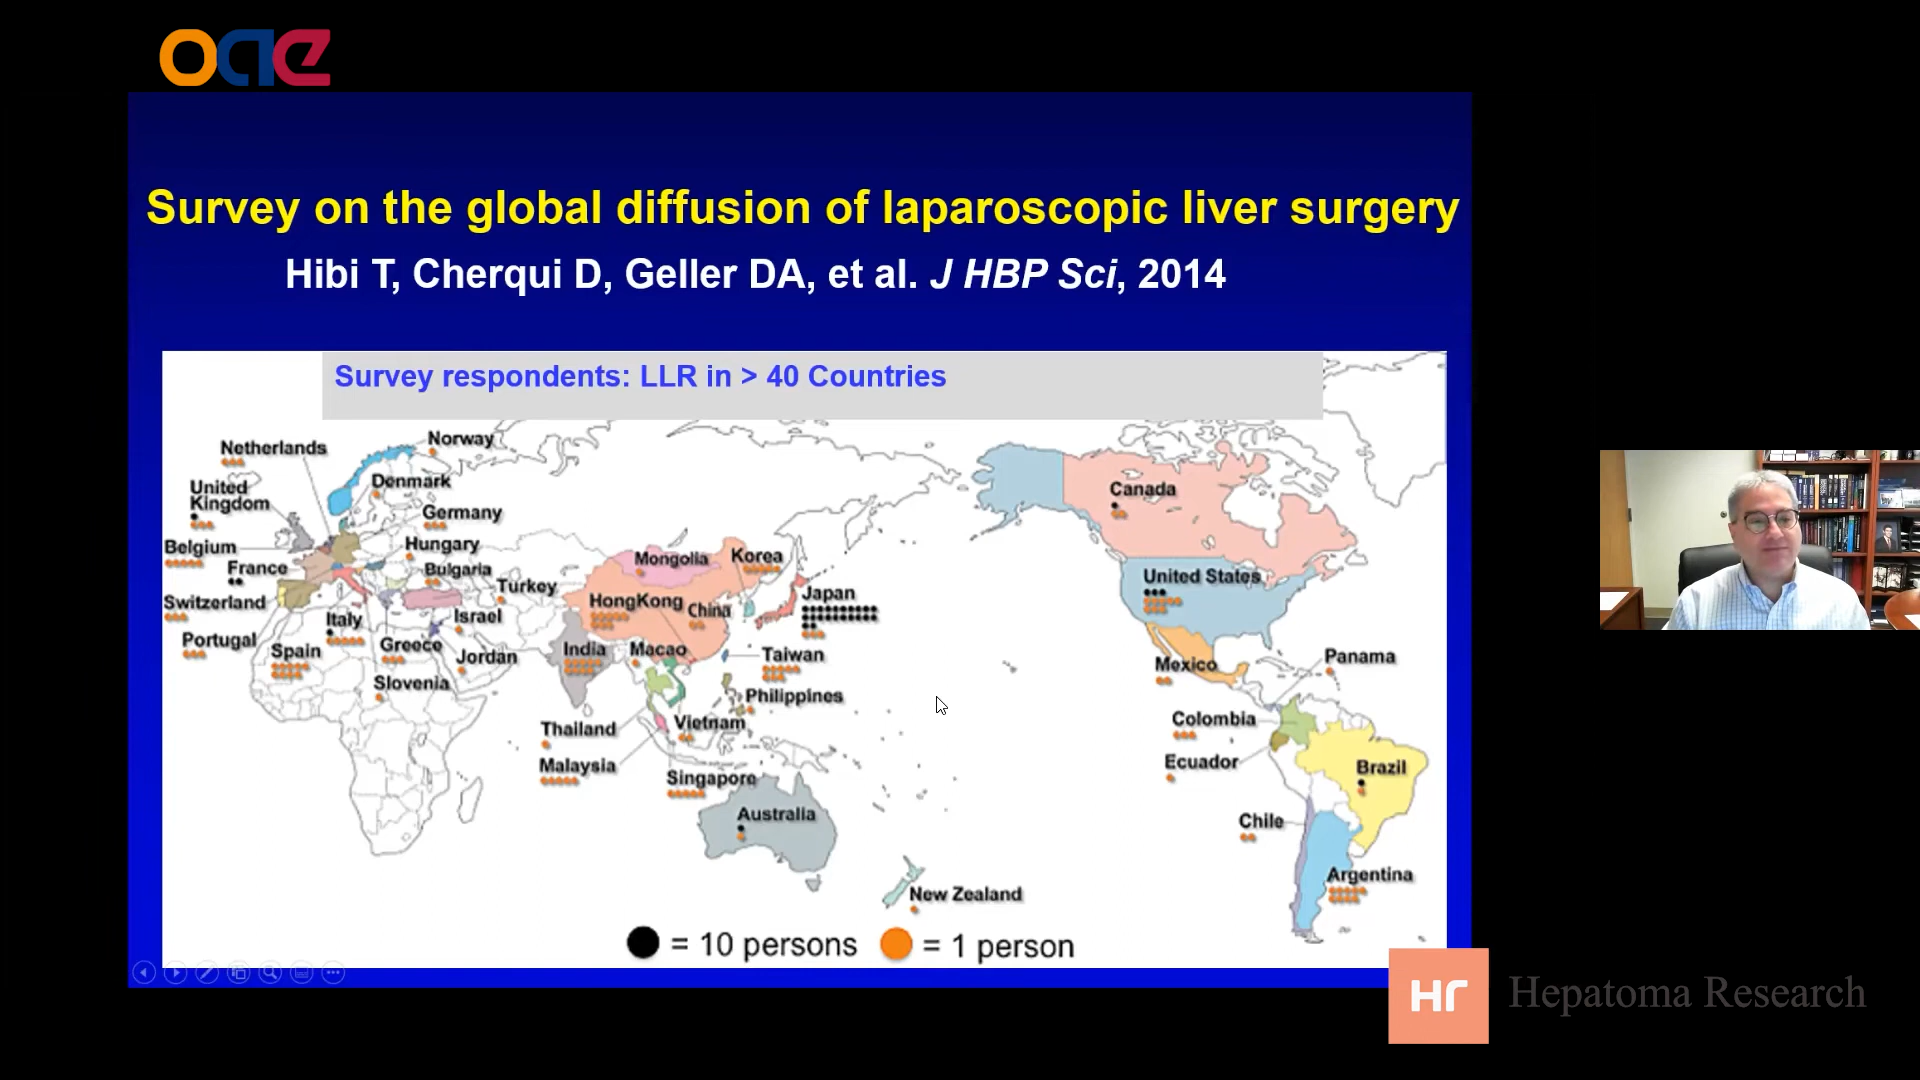 oae
Survey on the global diffusion of laparoscopic liver surgery
Hibi T, Cherqui D, Geller DA, et al. J HBP Sci, 2014
Survey respondents: LLR in > 40 Countries
Netherlands
Norway
United
Kingdom
Denmark
Germany
Belgium
Hungary
France
Bulgaria
Switzerland
Turkey
Italy
Israel
Portugal
Spain
Greece
Jordan
Slovenia
Mongolia
Korea
HongKong
China
Japan
India
Macao
Taiwan
Philippines
Thailand
Vietnam
Malaysia
Singapore
Australia
New Zealand
Canada
United States
Mexico
Panama
Colombia
Ecuador
Brazil
Chile
Argentina
= 10 persons
= 1 person
Hr
Hepatoma Research